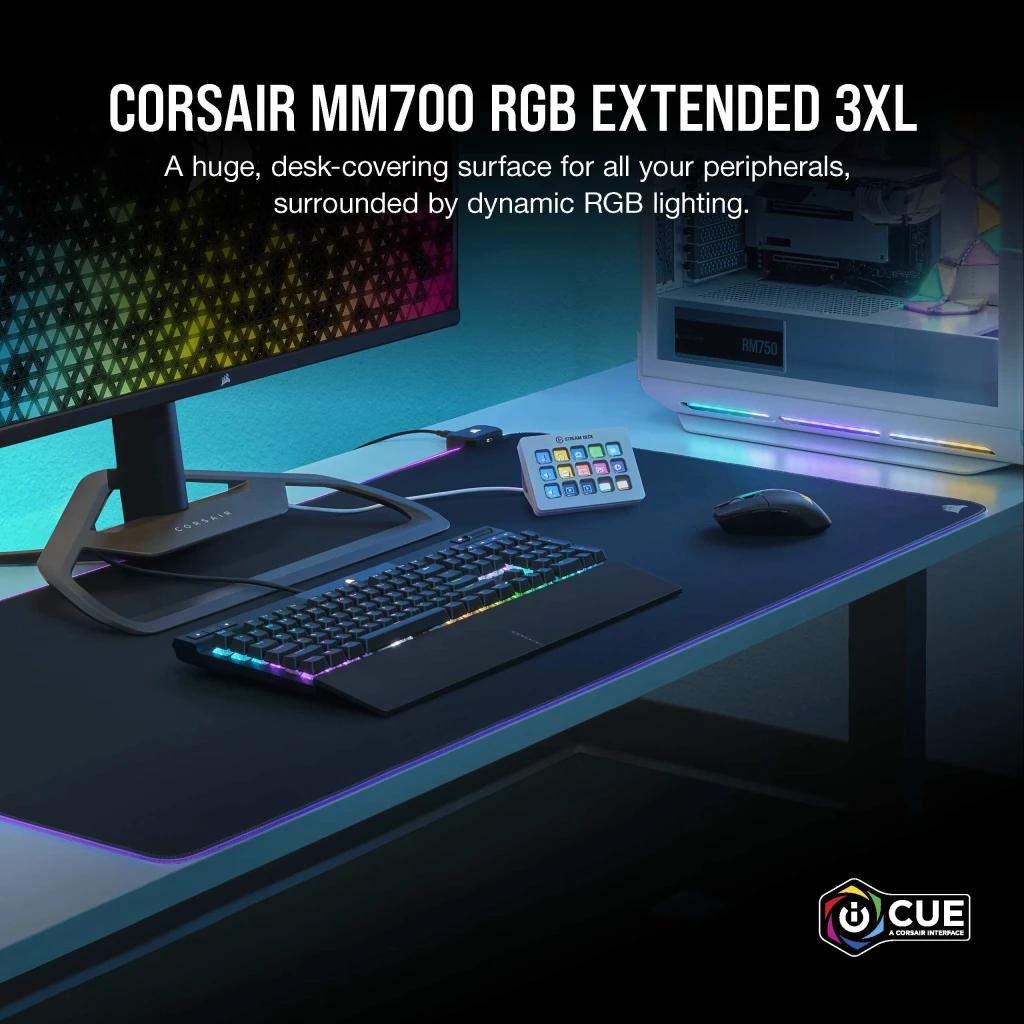 CORSAIR MM700 RGB EXTENDED 3XL
A huge, desk-covering surface for all your peripherals,
surrounded by dynamic RGB lighting.
RM750
STREAM DECK
CORSAIR
iCUE
A CORSAIR INTERFACE